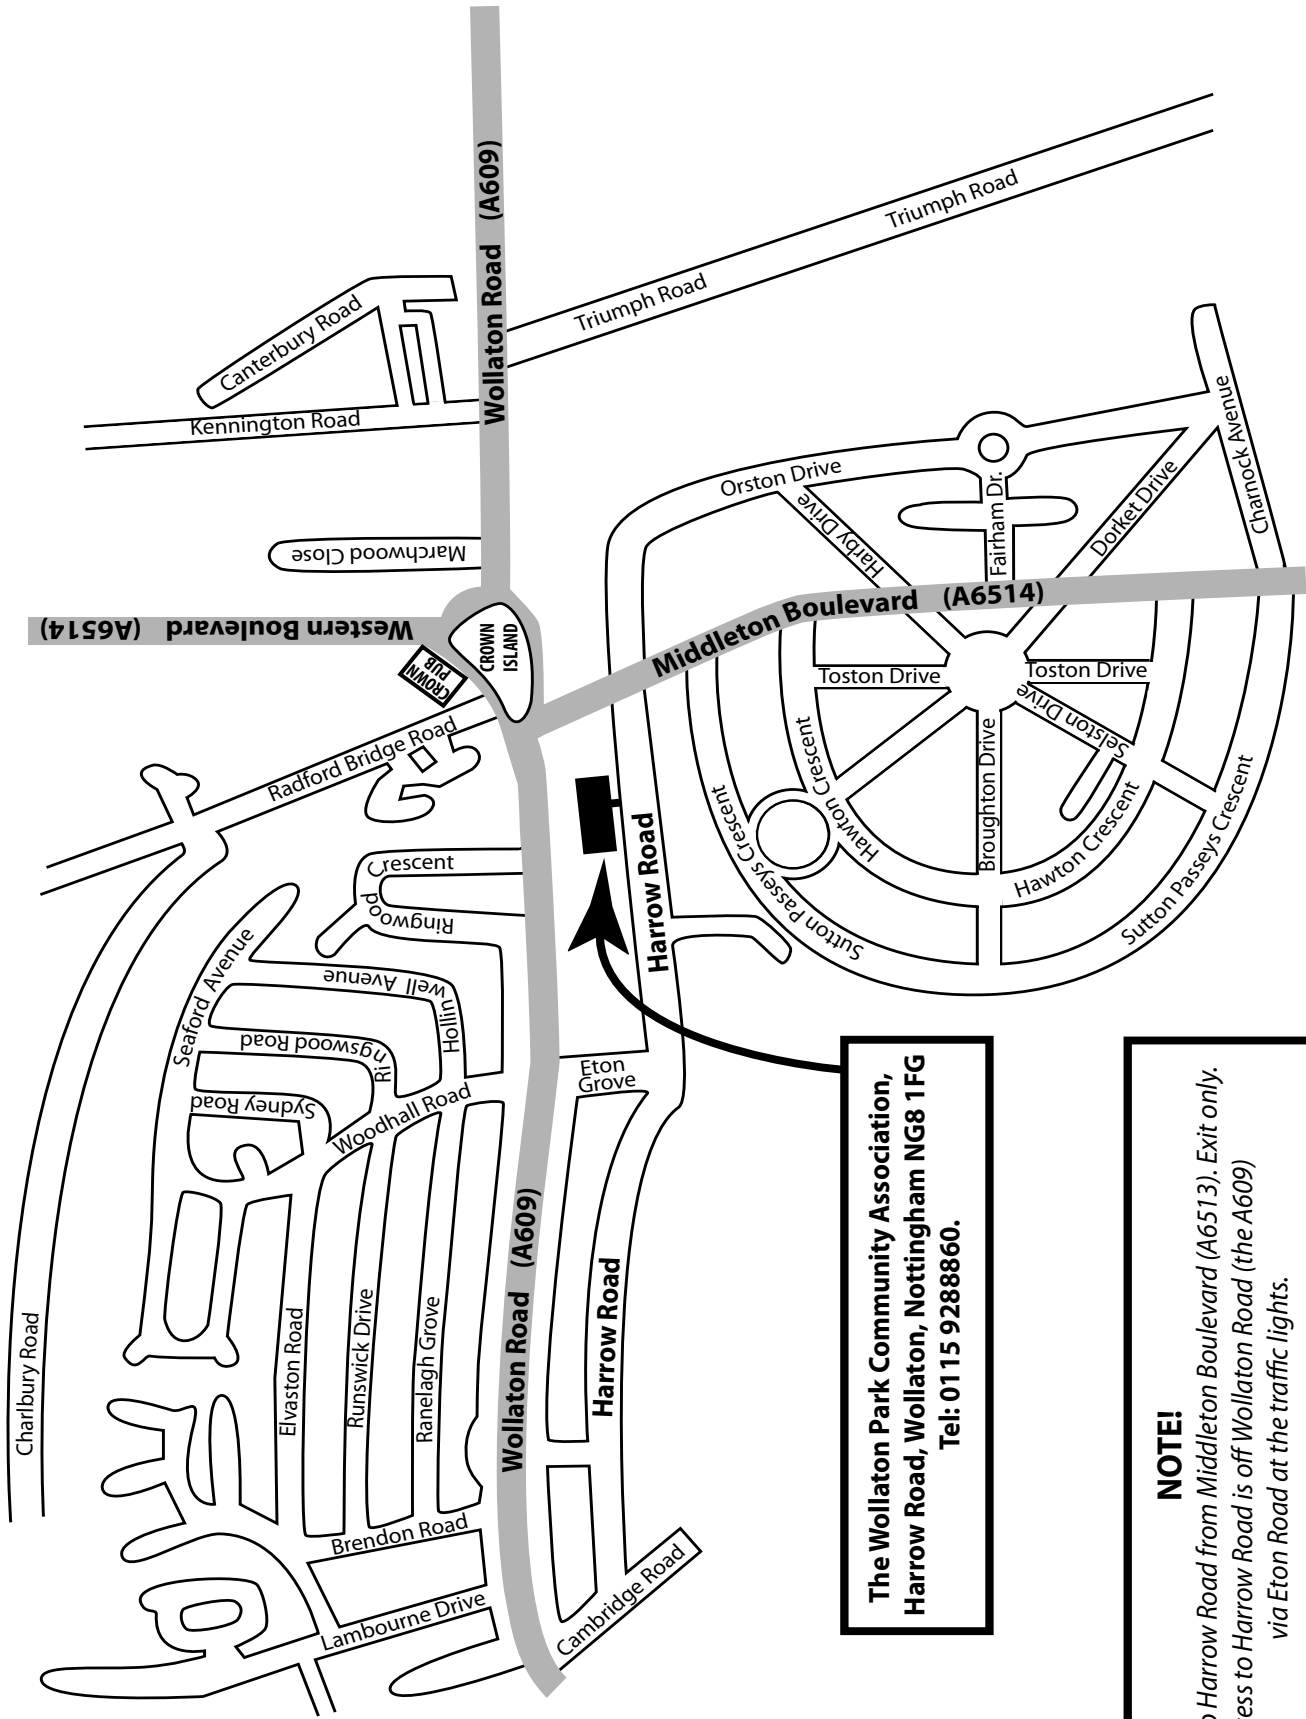 Wollaton Road (A609)
Triumph Road
Triumph Road
Canterbury Road
Kennington Road
Marchwood Close
Western Boulevard (A6514)
CROWN
ISLAND
CROWN
PUB
Radford Bridge Road
Orston Drive
Harby Drive
Fairham Dr.
Dorket Drive
Charnock Avenue
Middleton Boulevard (A6514)
Toston Drive
Toston Drive
Selston Drive
Broughton Drive
Hawton Crescent
Hawton Crescent
Sutton Passeys Crescent
Sutton Passeys Crescent
Harrow Road
Crescent
Ringwood
Seaford Avenue
Hollinwell Avenue
Ringswood Road
Sydney Road
Woodhall Road
Eton
Grove
Charlbury Road
Elvaston Road
Runswick Drive
Ranelagh Grove
Wollaton Road (A609)
Harrow Road
Brendon Road
Lambourne Drive
Cambridge Road
The Wollaton Park Community Association,
Harrow Road, Wollaton, Nottingham NG8 1FG
Tel: 0115 9288860.
NOTE!
Harrow Road from Middleton Boulevard (A6513). Exit only.
to Harrow Road is off Wollaton Road (the A609)
via Eton Road at the traffic lights.